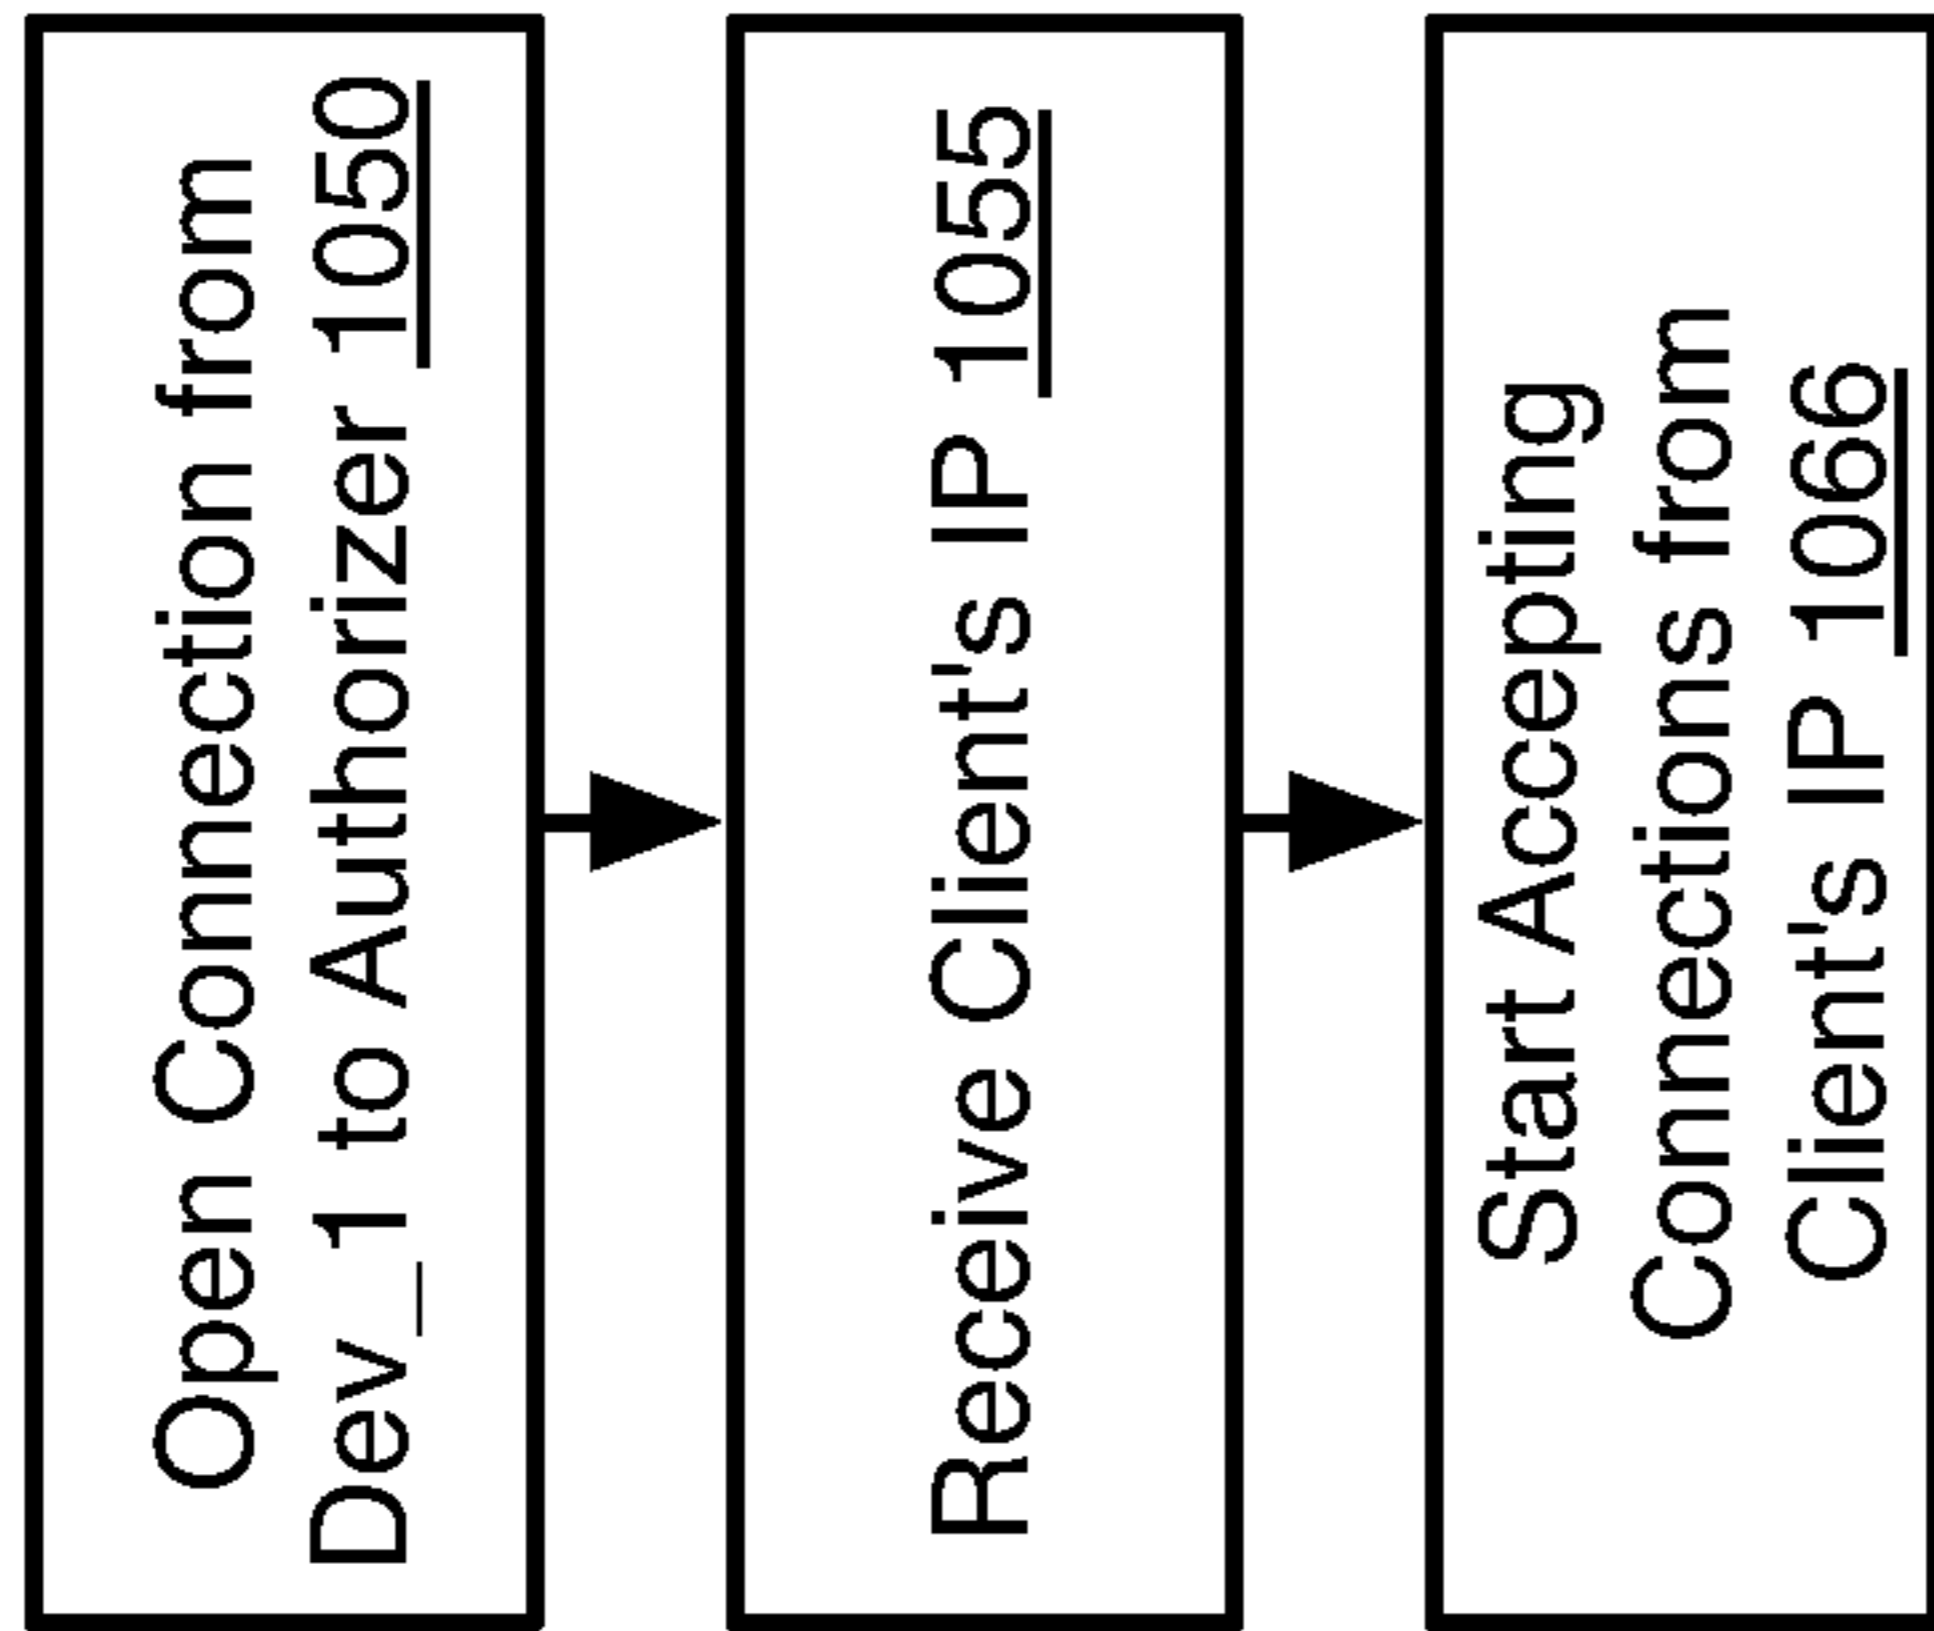 Open Connection from
Dev_1 to Authorizer 1050
Receive Client's IP 1055
Start Accepting
Connections from
Client's IP 1066